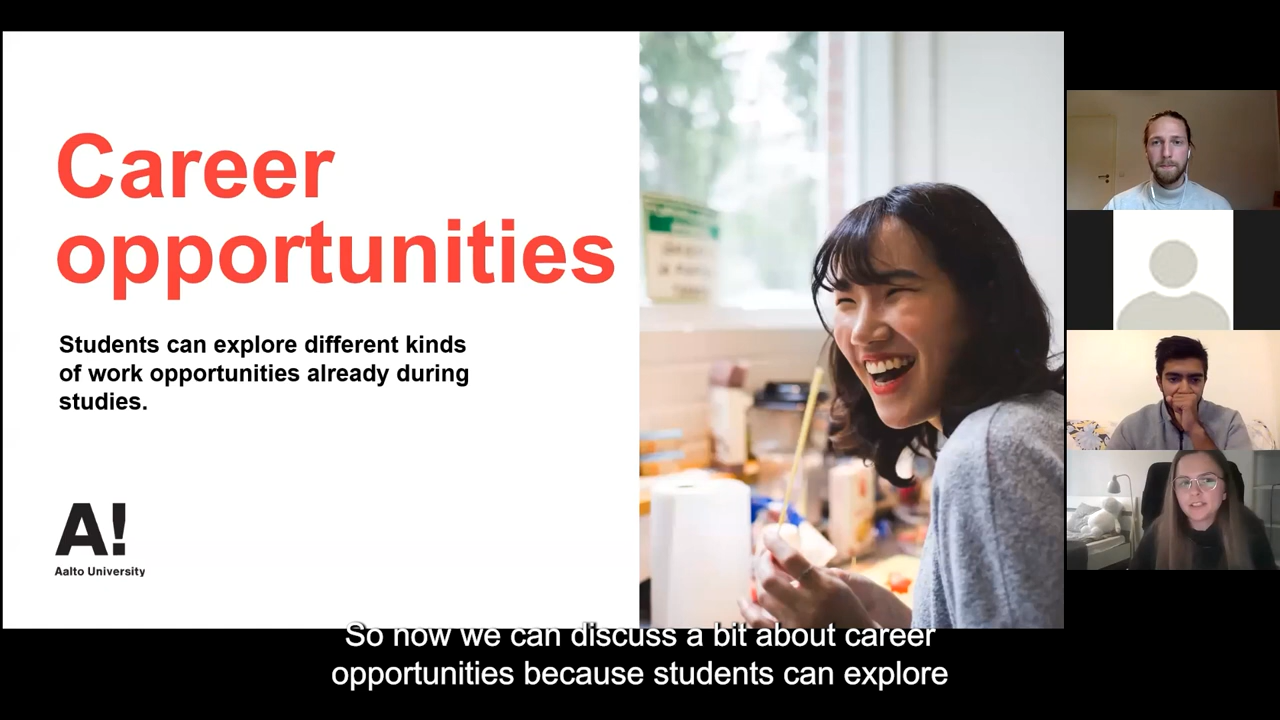 Career
opportunities
Students can explore different kinds
of work opportunities already during
studies.
A!
Aalto University
So now we can discuss a bit about career
opportunities because students can explore